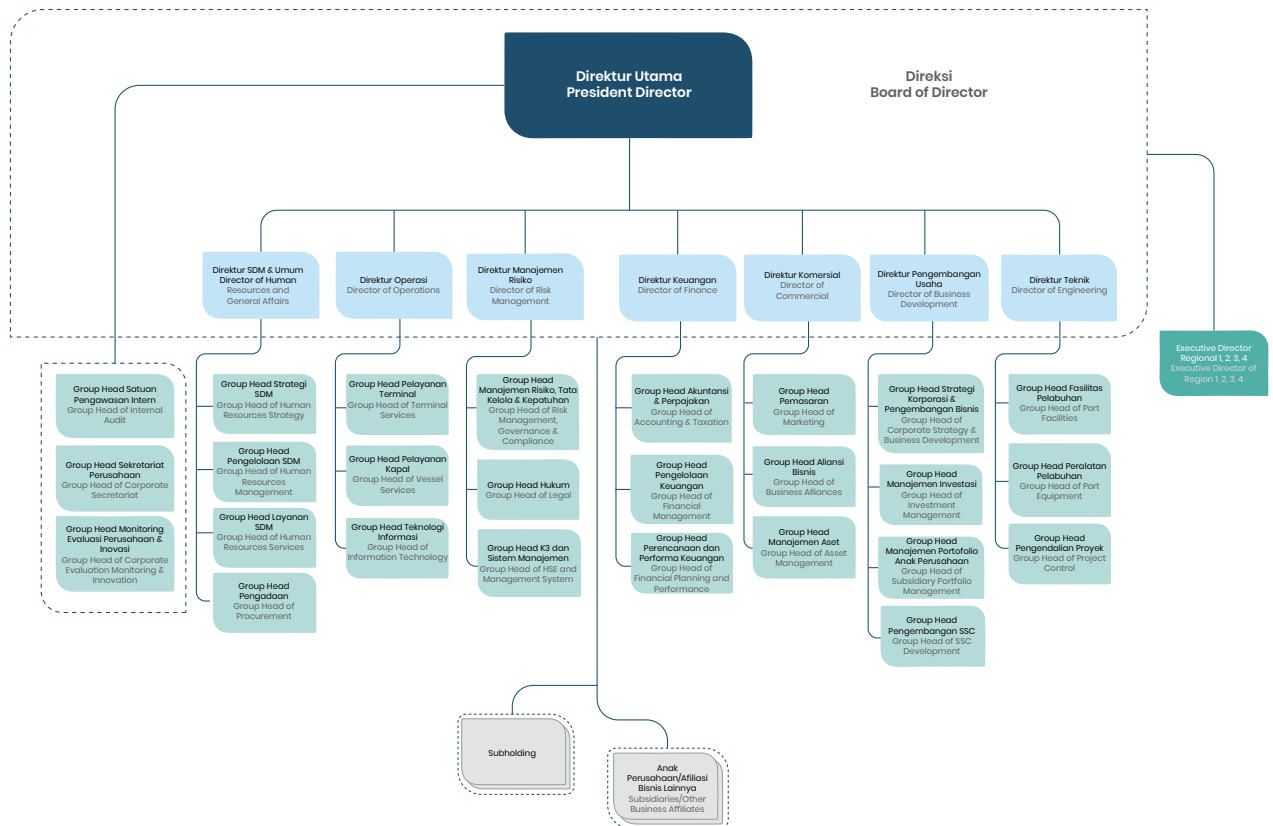 Direktur Utama
President Director
Direksi
Board of Director
Direktur SDM & Umum
Director of Human
Resources and
General Affairs
Direktur Operasi
Director of Operations
Direktur Manajemen
Risiko
Director of Risk
Management
Direktur Keuangan
Director of Finance
Direktur Komersial
Director of
Commercial
Direktur Pengembangan
Usaha
Director of Business
Development
Direktur Teknik
Director of Engineering
Executive Director
Regional 1, 2, 3, 4
Executive Director of
Region 1, 2, 3, 4
Group Head Satuan
Pengawasan Intern
Group Head of Internal
Audit
Group Head Sekretariat
Perusahaan
Group Head of Corporate
Secretariat
Group Head Monitoring
Evaluasi Perusahaan &
Inovasi
Group Head of Corporate
Evaluation Monitoring &
Innovation
Group Head Strategi
SDM
Group Head of Human
Resources Strategy
Group Head
Pengelolaan SDM
Group Head of Human
Resources
Management
Group Head Layanan
SDM
Group Head of Human
Resources Services
Group Head
Pengadaan
Group Head of
Procurement
Group Head Pelayanan
Terminal
Group Head of Terminal
Services
Group Head Pelayanan
Kapal
Group Head of Vessel
Services
Group Head Teknologi
Informasi
Group Head of
Information Technology
Group Head
Manajemen Risiko, Tata
Kelola & Kepatuhan
Group Head of Risk
Management,
Governance &
Compliance
Group Head Hukum
Group Head of Legal
Group Head K3 dan
Sistem Manajemen
Group Head of HSE and
Management System
Group Head Akuntansi
& Perpajakan
Group Head of
Accounting & Taxation
Group Head
Pengelolaan
Keuangan
Group Head of
Financial
Management
Group Head
Perencanaan dan
Performa Keuangan
Group Head of
Financial Planning and
Performance
Group Head
Pemasaran
Group Head of
Marketing
Group Head Aliansi
Bisnis
Group Head of
Business Alliances
Group Head
Manajemen Aset
Group Head of Asset
Management
Group Head Strategi
Korporasi &
Pengembangan Bisnis
Group Head of
Corporate Strategy &
Business Development
Group Head
Manajemen Investasi
Group Head of
Investment
Management
Group Head
Manajemen Portofolio
Anak Perusahaan
Group Head of
Subsidiary Portfolio
Management
Group Head
Pengembangan SSC
Group Head of SSC
Development
Group Head Fasilitas
Pelabuhan
Group Head of Port
Facilities
Group Head Peralatan
Pelabuhan
Group Head of Port
Equipment
Group Head
Pengendalian Proyek
Group Head of Project
Control
Subholding
Anak
Perusahaan/Afiliasi
Bisnis Lainnya
Subsidiaries/Other
Business Affiliates